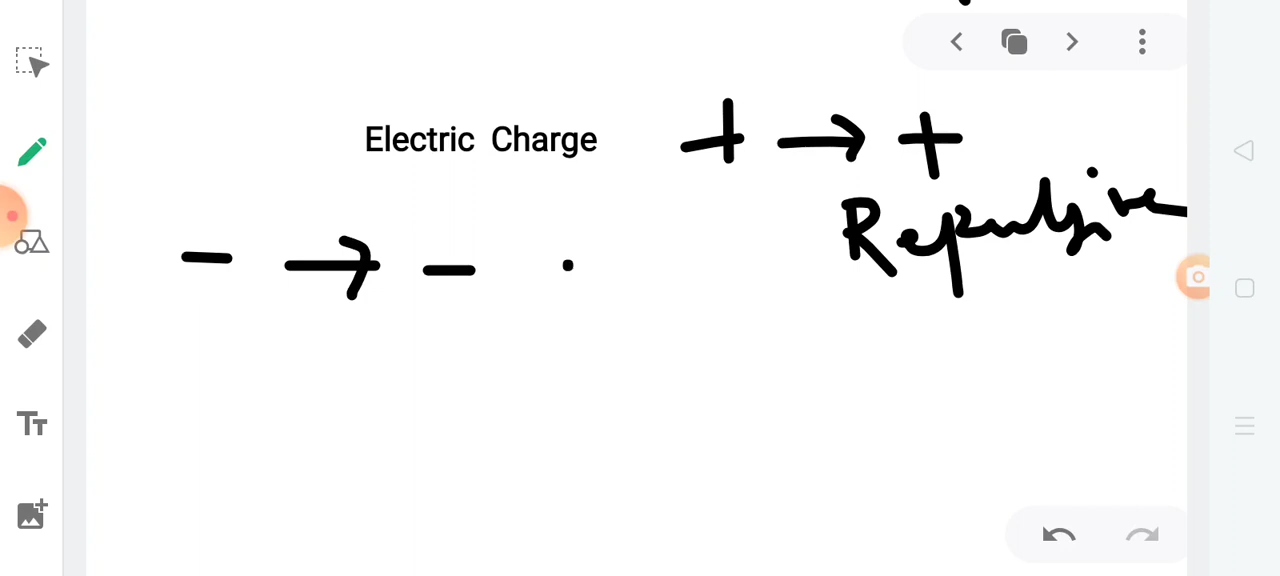 Electric Charge + → +
Repulsive
- → - .